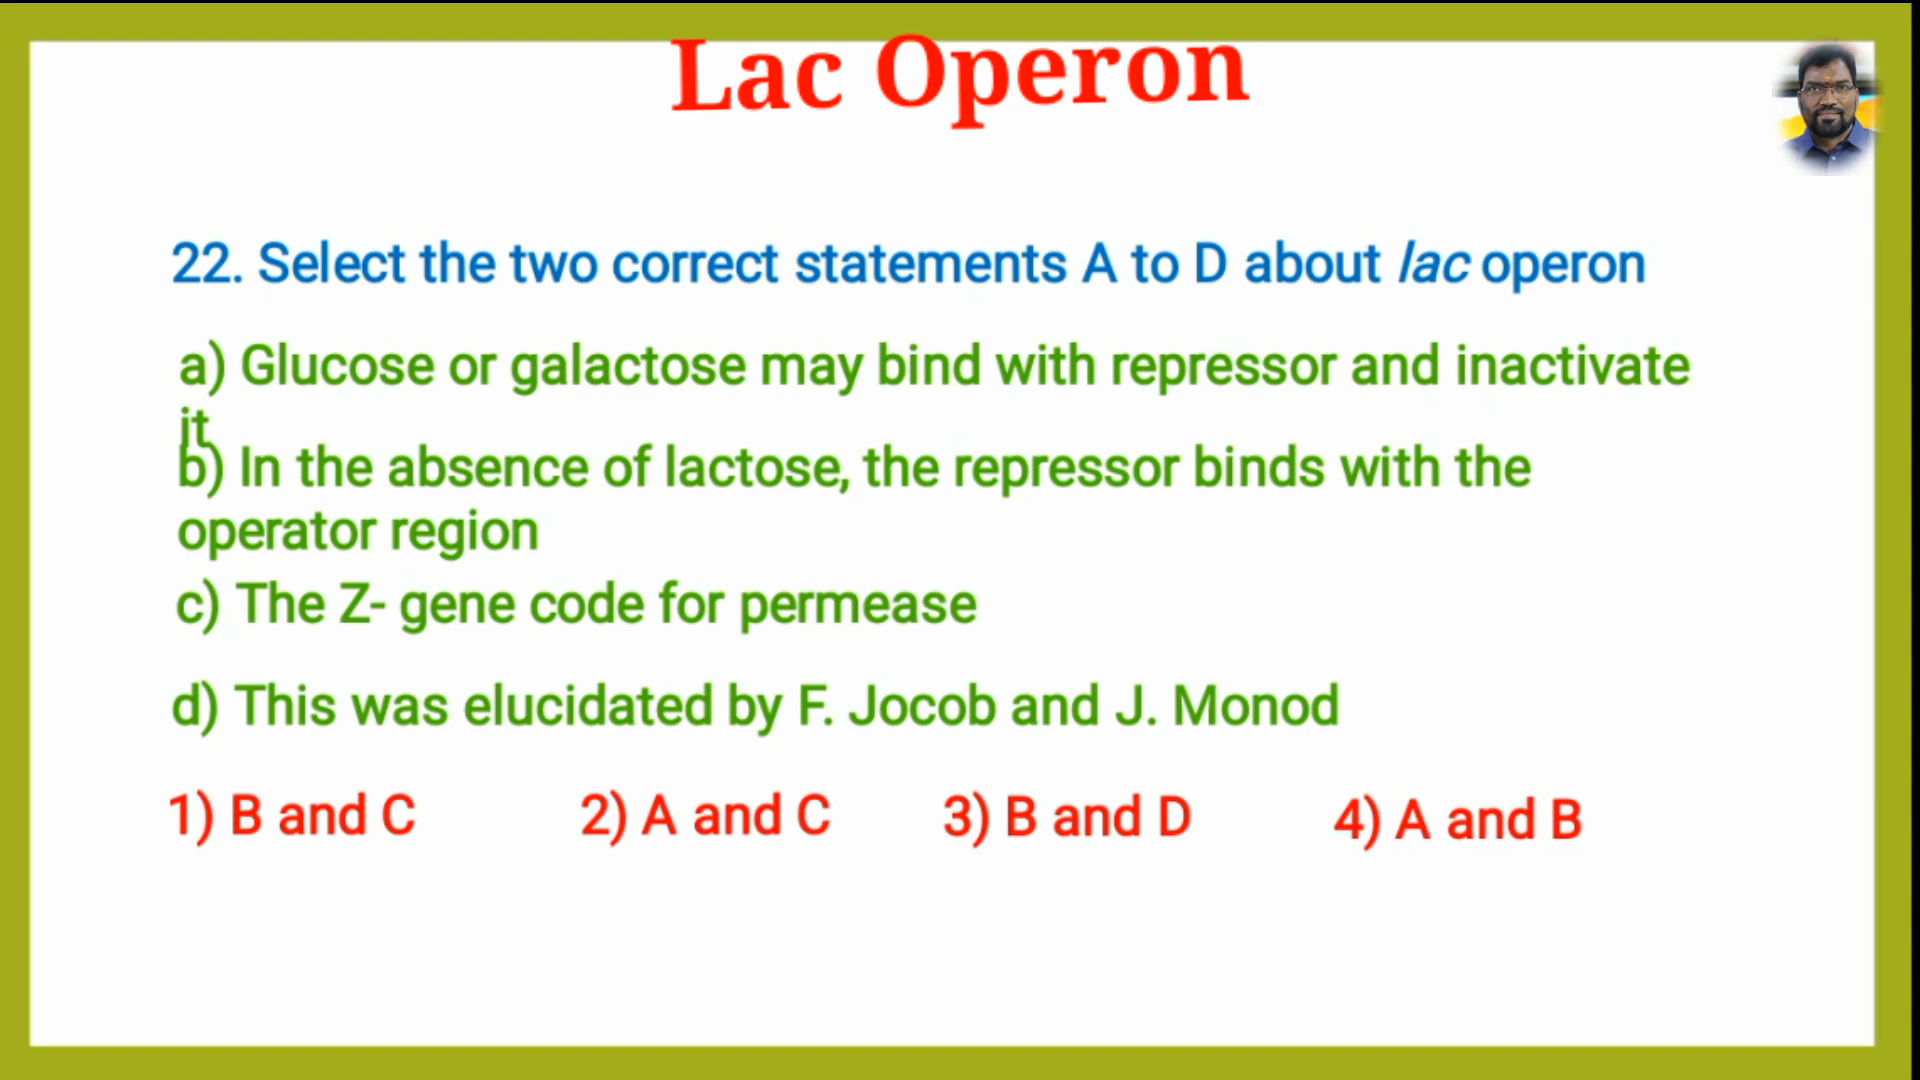 Lac Operon
22. Select the two correct statements A to D about lac operon
a) Glucose or galactose may bind with repressor and inactivate
it
b) In the absence of lactose, the repressor binds with the
operator region
c) The Z- gene code for permease
d) This was elucidated by F. Jocob and J. Monod
1) B and C 2) A and C 3) B and D 4) A and B